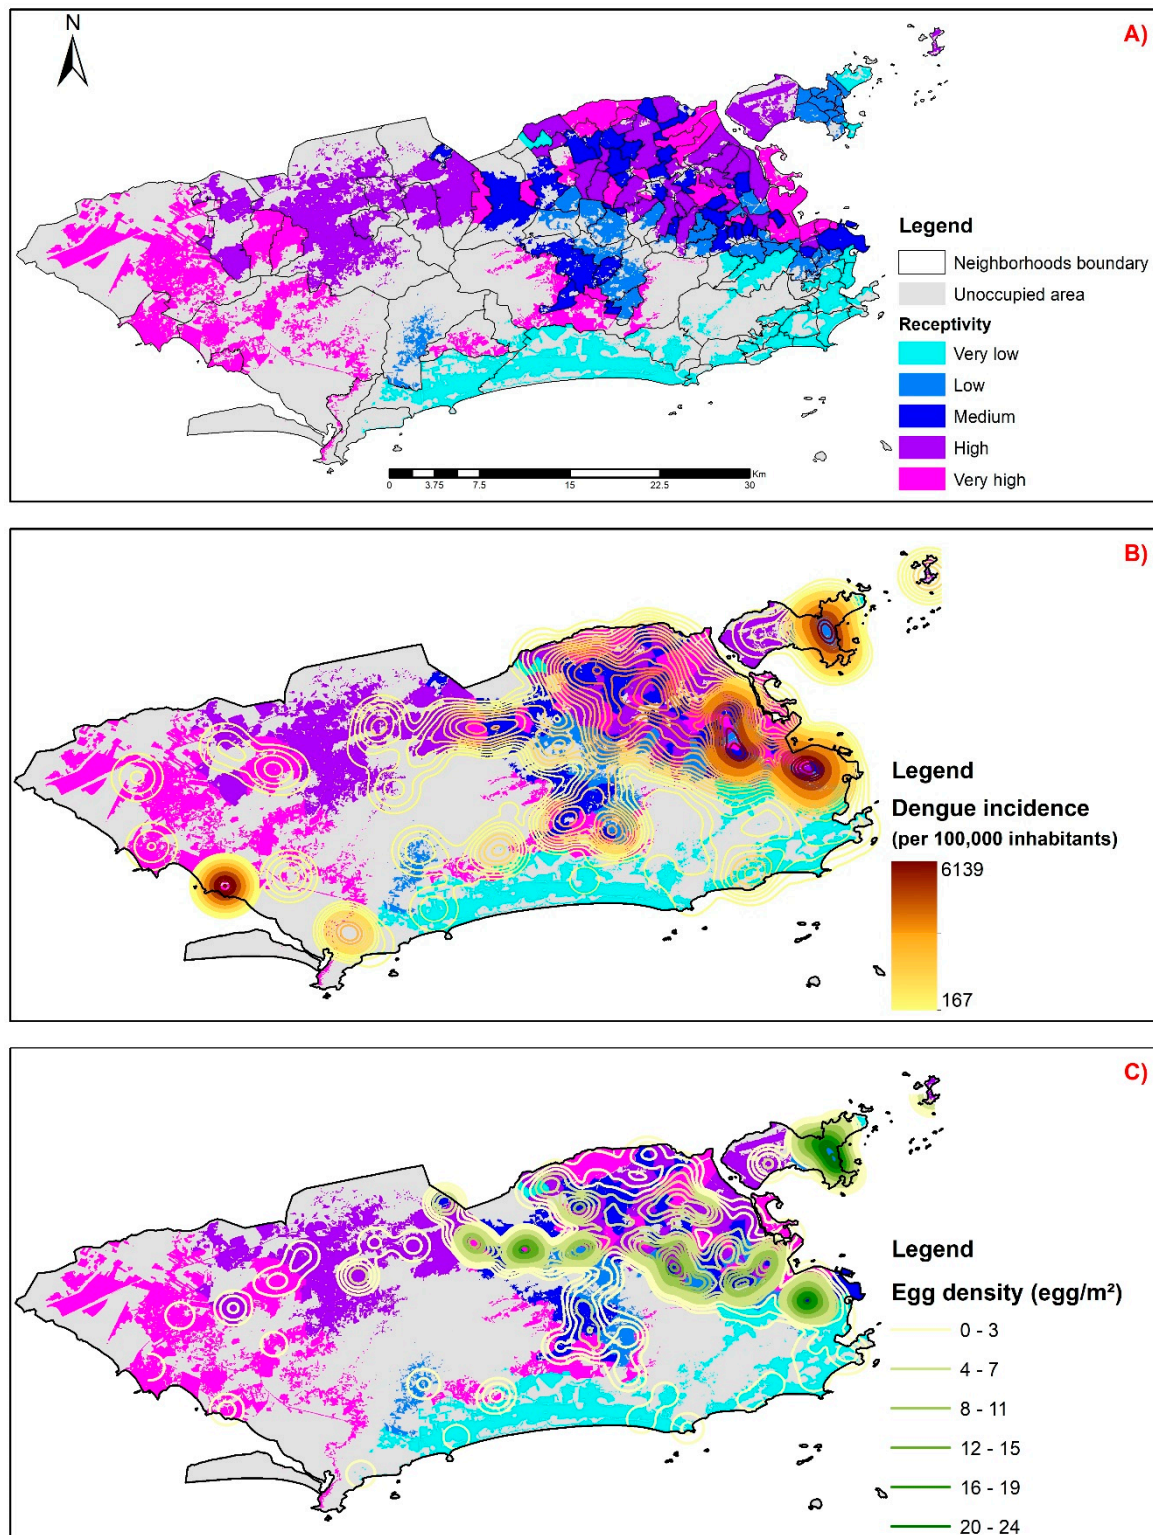 N
A)
Legend
Neighborhoods boundary
Unoccupied area
Receptivity
Very low
Low
Medium
High
Very high
Km
0 3.75 7.5 15 22.5 30
B)
Legend
Dengue incidence
(per 100,000 inhabitants)
6139
167
C)
Legend
Egg density (egg/m²)
0 - 3
4 - 7
8 - 11
12 - 15
16 - 19
20 - 24